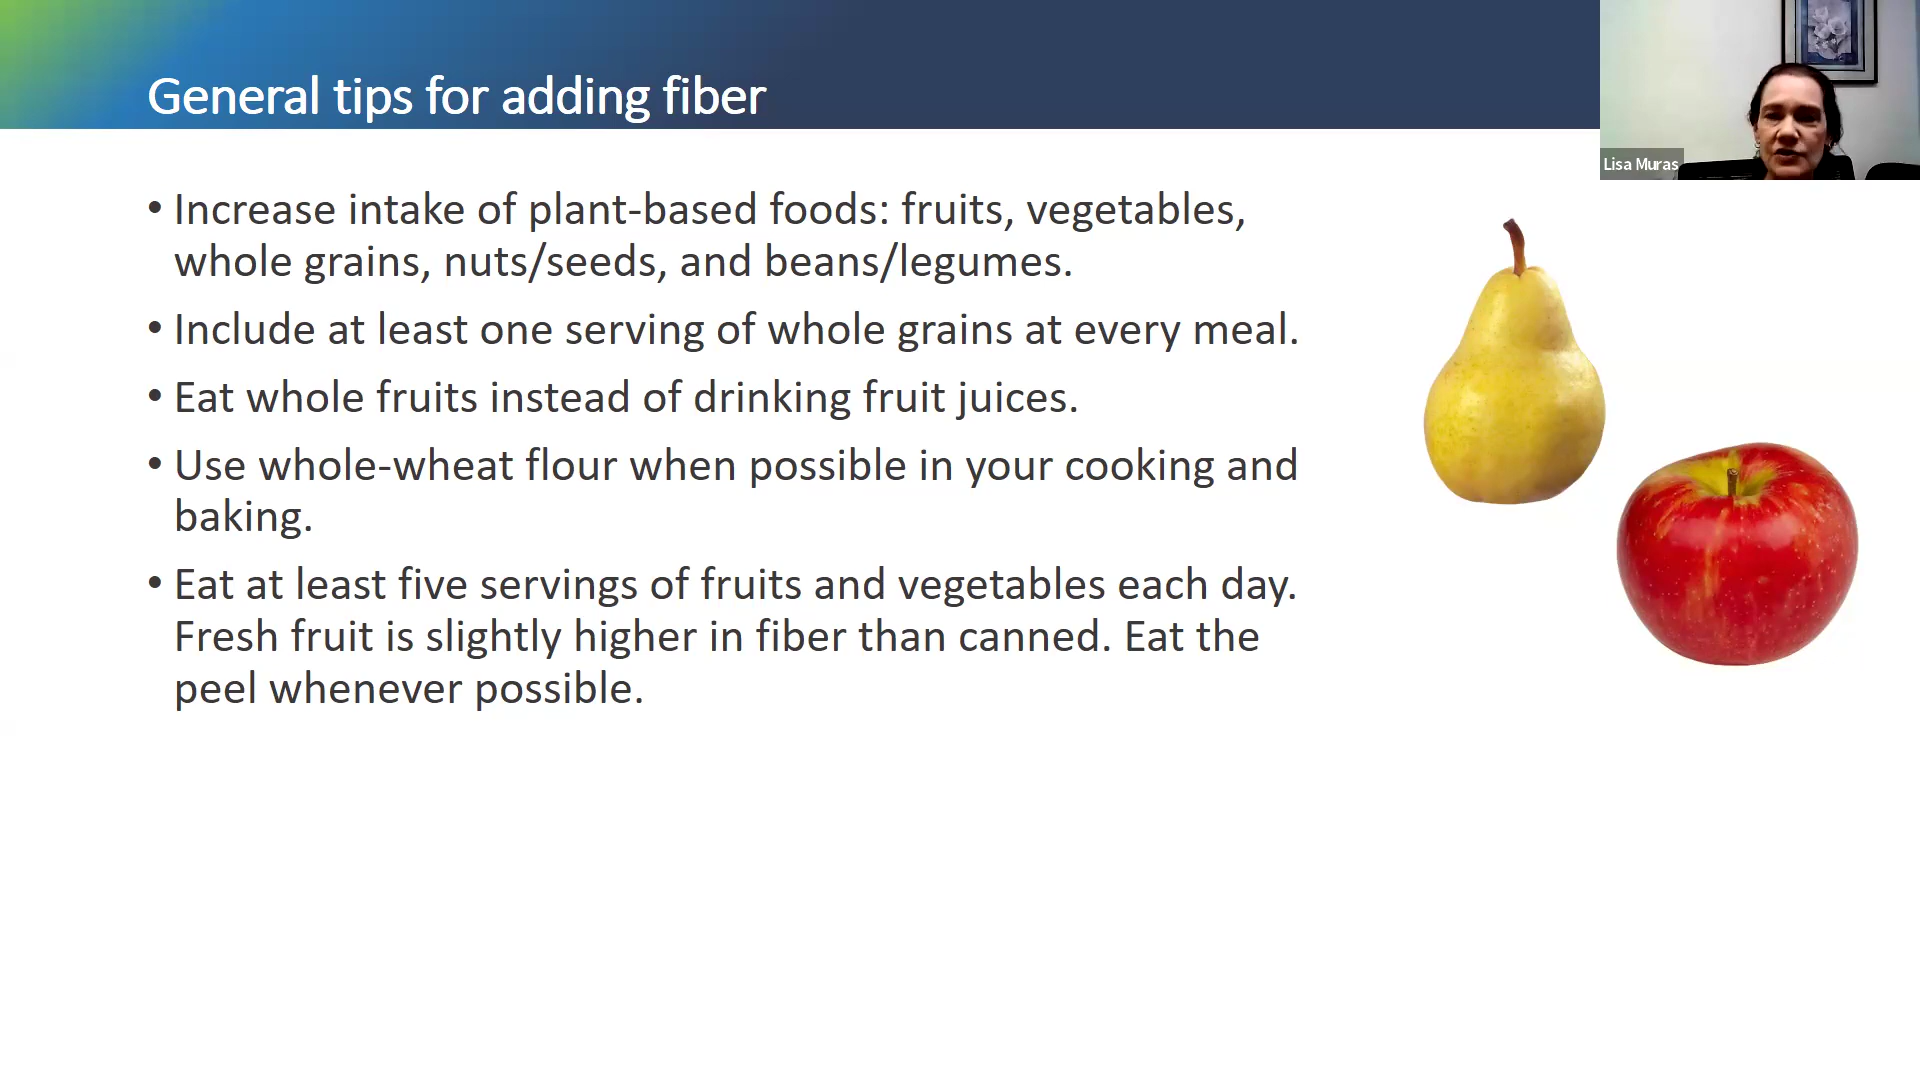 General tips for adding fiber
Lisa Muras
• Increase intake of plant-based foods: fruits, vegetables,
whole grains, nuts/seeds, and beans/legumes.
• Include at least one serving of whole grains at every meal.
• Eat whole fruits instead of drinking fruit juices.
• Use whole-wheat flour when possible in your cooking and
baking.
• Eat at least five servings of fruits and vegetables each day.
Fresh fruit is slightly higher in fiber than canned. Eat the
peel whenever possible.